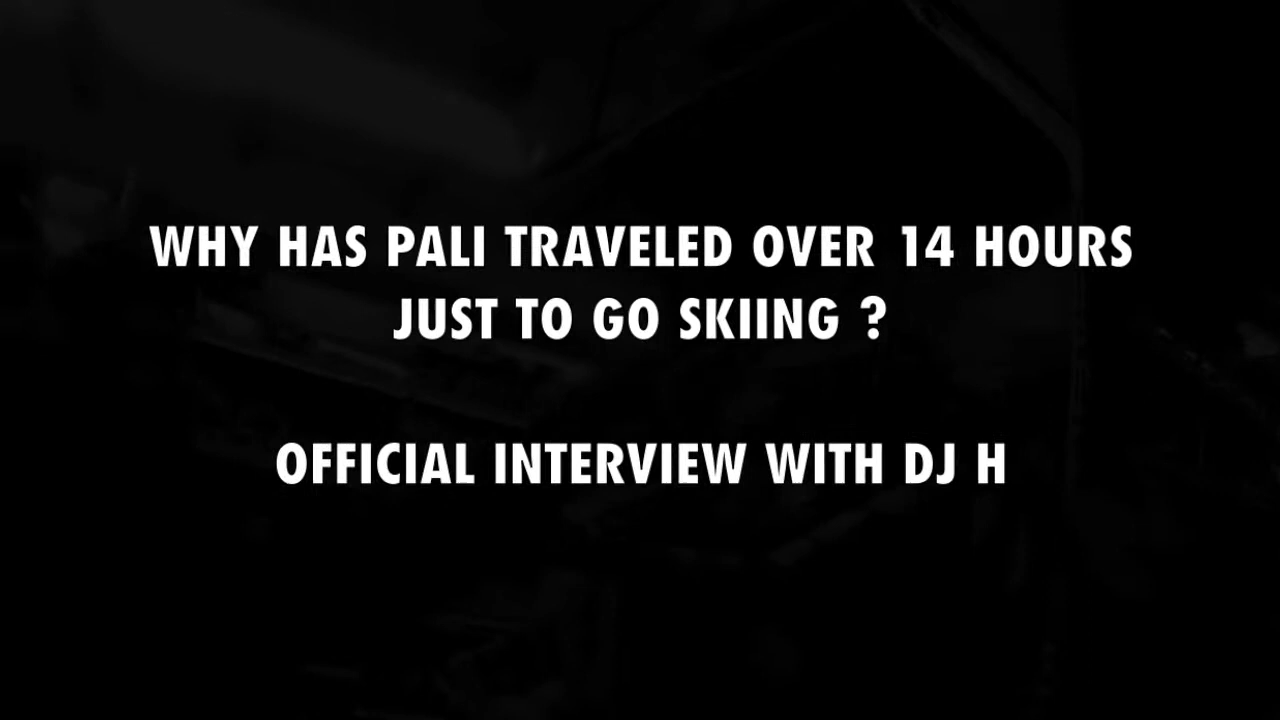 WHY HAS PALI TRAVELED OVER 14 HOURS
JUST TO GO SKIING ?
OFFICIAL INTERVIEW WITH DJ H